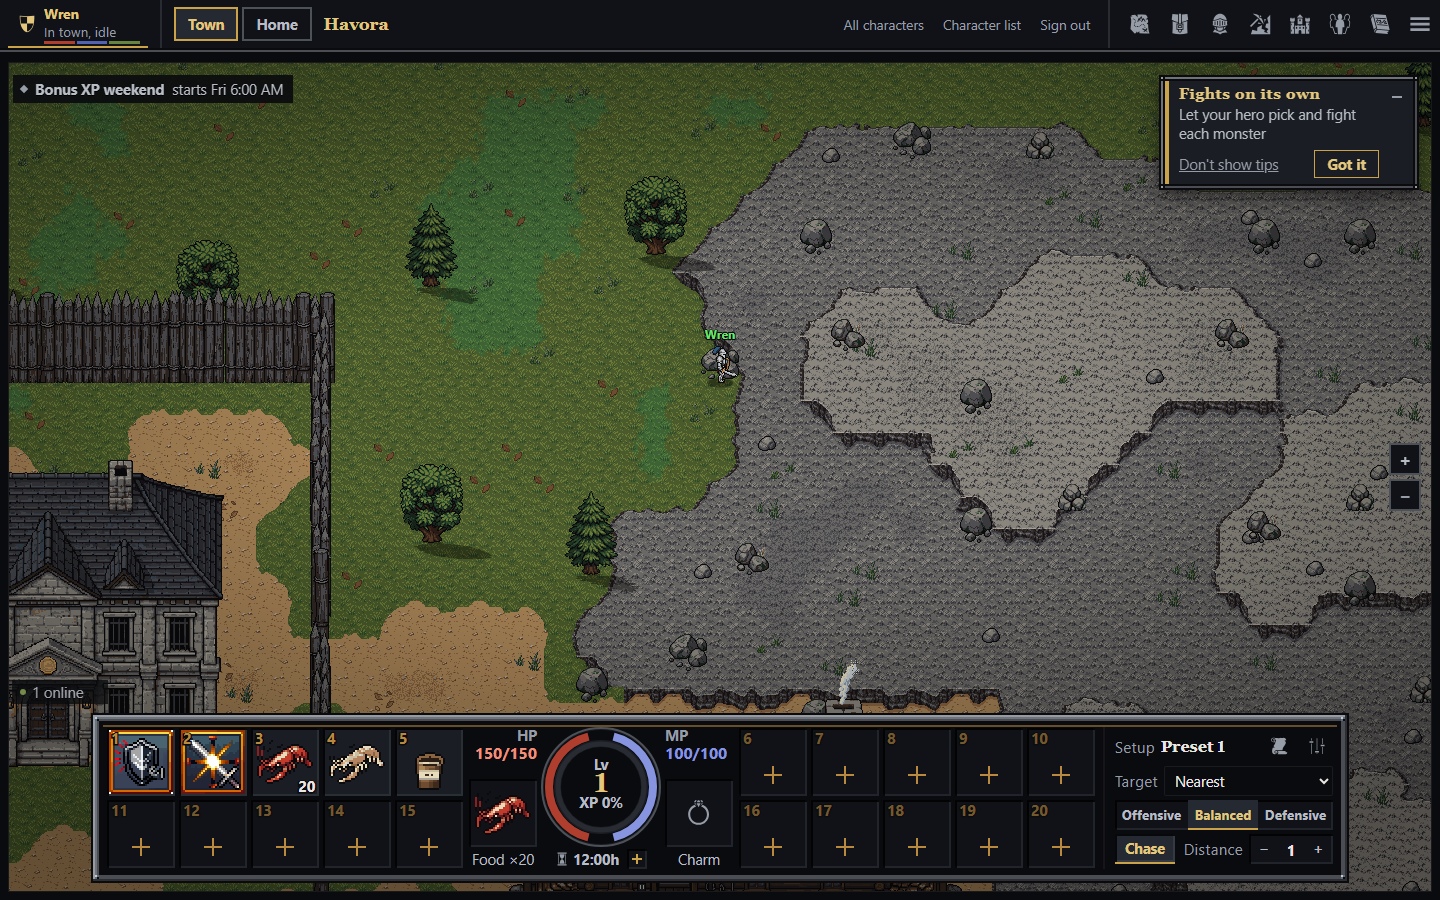 Wren
In town, idle
Town
Home
Havora
All characters
Character list
Sign out
Bonus XP weekend starts Fri 6:00 AM
Fights on its own
Let your hero pick and fight
each monster
Don't show tips
Got it
Wren
+
−
1 online
1
2
3
20
4
5
HP
150/150
Lv
1
XP 0%
MP
100/100
6
7
8
9
10
11
12
13
14
15
Food ×20
12:00h
+
Charm
16
17
18
19
20
Setup Preset 1
Target Nearest
Offensive Balanced Defensive
Chase Distance − 1 +